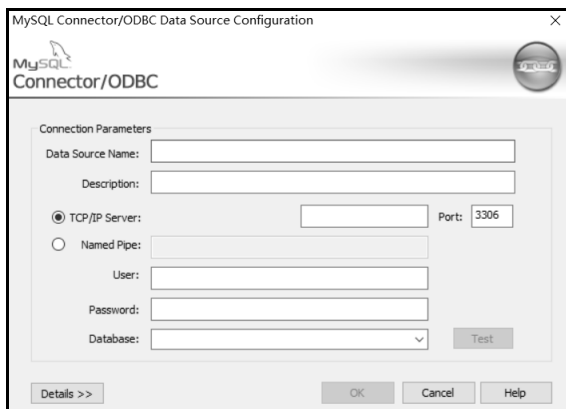 MySQL Connector/ODBC Data Source Configuration
MySQL
Connector/ODBC
Connection Parameters
Data Source Name:
Description:
TCP/IP Server:
Port: 3306
Named Pipe:
User:
Password:
Database:
Test
Details >>
OK
Cancel
Help